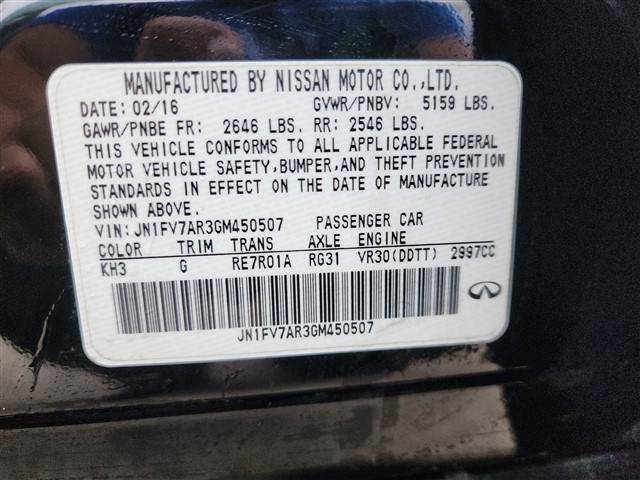 MANUFACTURED BY NISSAN MOTOR CO.,LTD.
DATE: 02/16 GVWR/PNBV: 5159 LBS.
GAWR/PNBE FR: 2646 LBS. RR: 2546 LBS.
THIS VEHICLE CONFORMS TO ALL APPLICABLE FEDERAL
MOTOR VEHICLE SAFETY,BUMPER,AND THEFT PREVENTION
STANDARDS IN EFFECT ON THE DATE OF MANUFACTURE
SHOWN ABOVE.
VIN: JN1FV7AR3GM450507 PASSENGER CAR
COLOR TRIM TRANS AXLE ENGINE
KH3 G RE7R01A RG31 VR30(DDTT) 2997CC
JN1FV7AR3GM450507